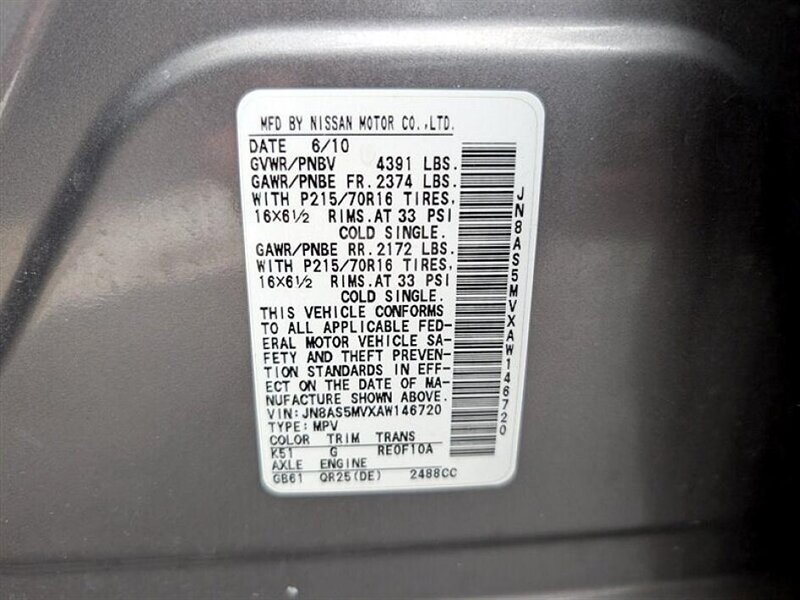 MFD BY NISSAN MOTOR CO.,LTD.
DATE 6/10
GVWR/PNBV 4391 LBS.
GAWR/PNBE FR. 2374 LBS.
WITH P215/70R16 TIRES,
16X6½ RIMS. AT 33 PSI
COLD SINGLE.
GAWR/PNBE RR. 2172 LBS.
WITH P215/70R16 TIRES,
16X6½ RIMS. AT 33 PSI
COLD SINGLE.
THIS VEHICLE CONFORMS
TO ALL APPLICABLE FED-
ERAL MOTOR VEHICLE SA-
FETY AND THEFT PREVEN-
TION STANDARDS IN EFF-
ECT ON THE DATE OF MA-
NUFACTURE SHOWN ABOVE.
VIN: JN8AS5MVXAW146720
TYPE: MPV
COLOR TRIM TRANS
K51 G RE0F10A
AXLE ENGINE
GB61 QR25(DE) 2488CC
JN8AS5MVXAW146720